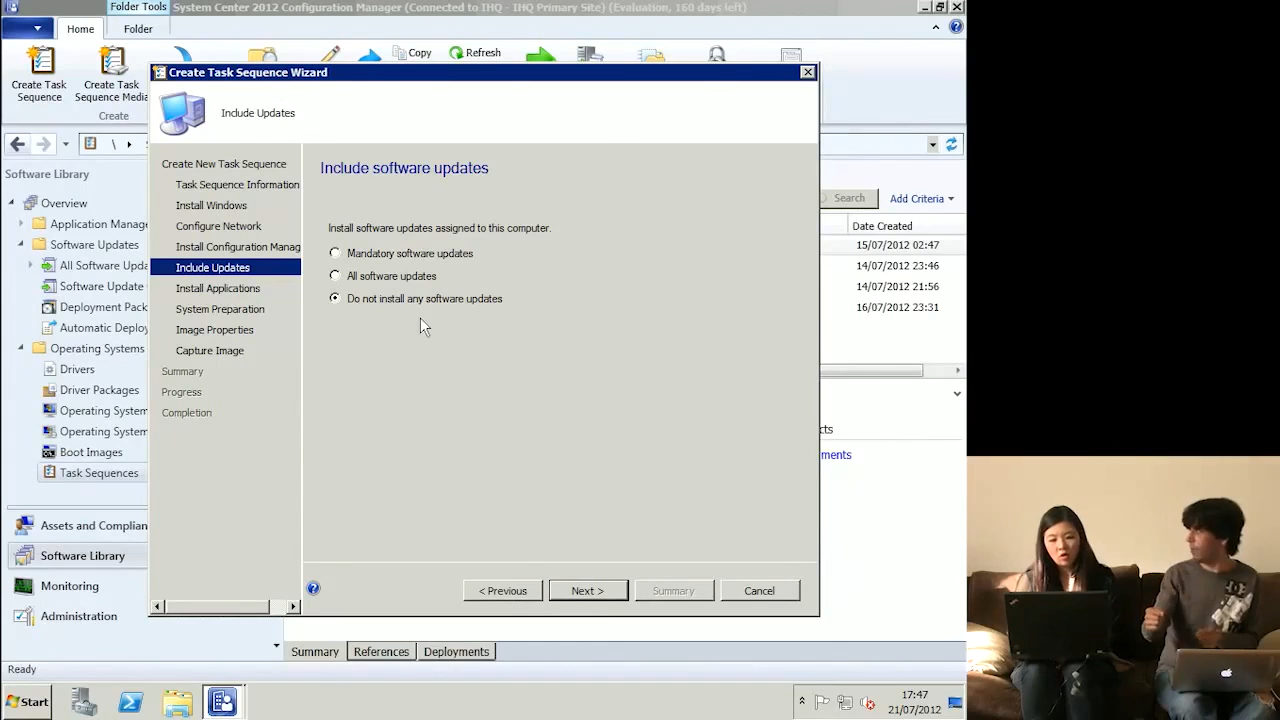 Folder Tools
System Center 2012 Configuration Manager (Connected to IHQ - IHQ Primary Site) (Evaluation, 160 days left)
Home
Folder
Create Task
Sequence
Create Task
Sequence Media
Copy
Refresh
Create
\
Search
Add Criteria
Software Library
Overview
Application Manage
Software Updates
All Software Upda
Software Update
Deployment Pack
Automatic Deploy
Operating Systems
Drivers
Driver Packages
Operating System
Operating System
Boot Images
Task Sequences
Assets and Complian
Software Library
Monitoring
Administration
Create Task Sequence Wizard
Include Updates
Create New Task Sequence
Task Sequence Information
Install Windows
Configure Network
Install Configuration Manag
Include Updates
Install Applications
System Preparation
Image Properties
Capture Image
Summary
Progress
Completion
Include software updates
Install software updates assigned to this computer.
Mandatory software updates
All software updates
Do not install any software updates
< Previous
Next >
Summary
Cancel
Date Created
15/07/2012 02:47
14/07/2012 23:46
14/07/2012 21:56
16/07/2012 23:31
cts
ments
Summary
References
Deployments
Ready
Start
17:47
21/07/2012